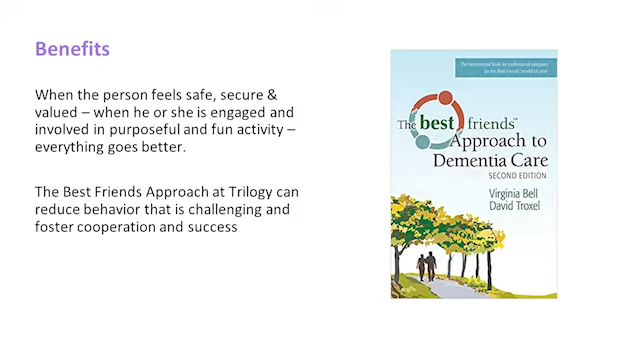 Benefits
When the person feels safe, secure &
valued – when he or she is engaged and
involved in purposeful and fun activity –
everything goes better.
The Best Friends Approach at Trilogy can
reduce behavior that is challenging and
foster cooperation and success
The foundational book for professional caregivers
on the Best Friends™ model of care!
The best friends™
Approach to
Dementia Care
SECOND EDITION
Virginia Bell
David Troxel